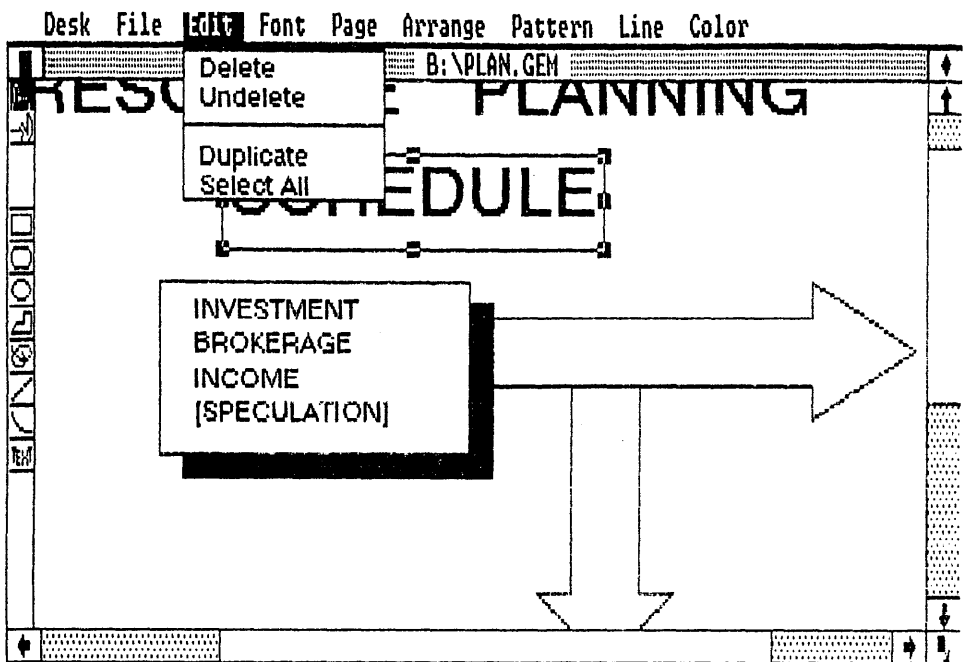 Desk File Edit Font Page Arrange Pattern Line Color
B:\PLAN.GEM
Delete
Undelete
Duplicate
Select All
PLANNING
INVESTMENT
BROKERAGE
INCOME
[SPECULATION]